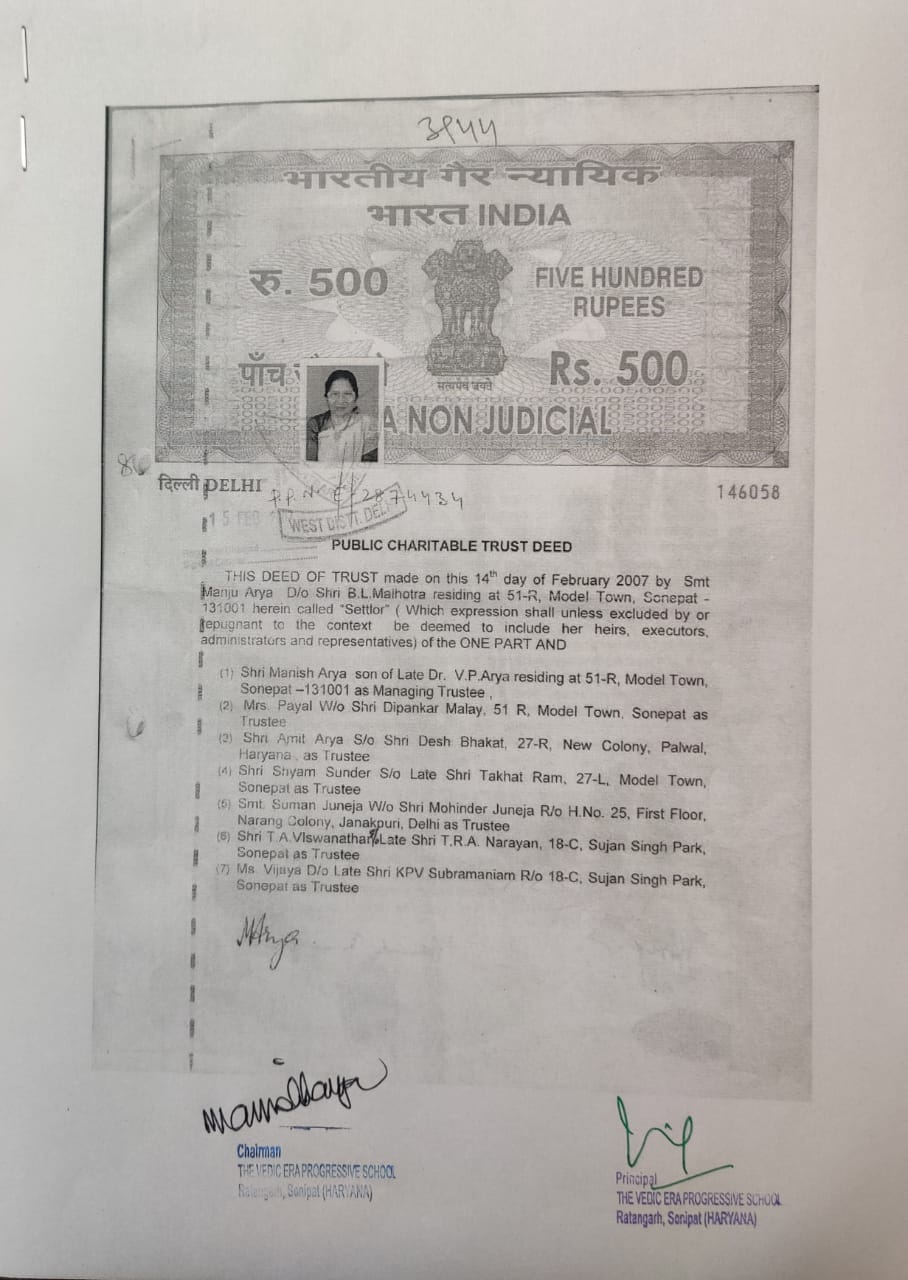 3944
भारतीय गैर न्यायिक
भारत INDIA
रु. 500
FIVE HUNDRED
RUPEES
पाँच
Rs. 500
सत्यमेव जयते
A NON JUDICIAL
86
दिल्ली DELHI
146058
P.P. No E-2874434
15 FEB
WEST DISTT. DELHI
PUBLIC CHARITABLE TRUST DEED
THIS DEED OF TRUST made on this 14th day of February 2007 by Smt
Manju Arya D/o Shri B.L.Malhotra residing at 51-R, Model Town, Sonepat -
131001 herein called “Settlor” ( Which expression shall unless excluded by or
repugnant to the context be deemed to include her heirs, executors,
administrators and representatives) of the ONE PART AND
(1) Shri Manish Arya son of Late Dr. V.P.Arya residing at 51-R, Model Town,
Sonepat –131001 as Managing Trustee ,
(2) Mrs. Payal W/o Shri Dipankar Malay, 51 R, Model Town, Sonepat as
Trustee
(3) Shri Amit Arya S/o Shri Desh Bhakat, 27-R, New Colony, Palwal,
Haryana , as Trustee
(4) Shri Shyam Sunder S/o Late Shri Takhat Ram, 27-L, Model Town,
Sonepat as Trustee
(5) Smt. Suman Juneja W/o Shri Mohinder Juneja R/o H.No. 25, First Floor,
Narang Colony, Janakpuri, Delhi as Trustee
(6) Shri T.A.Viswanathan Late Shri T.R.A. Narayan, 18-C, Sujan Singh Park,
Sonepat as Trustee
(7) Ms. Vijaya D/o Late Shri KPV Subramaniam R/o 18-C, Sujan Singh Park,
Sonepat as Trustee
MArya
Chairman
THE VEDIC ERA PROGRESSIVE SCHOOL
Ratangarh, Sonipat (HARYANA)
Principal
THE VEDIC ERA PROGRESSIVE SCHOOL
Ratangarh, Sonipat (HARYANA)